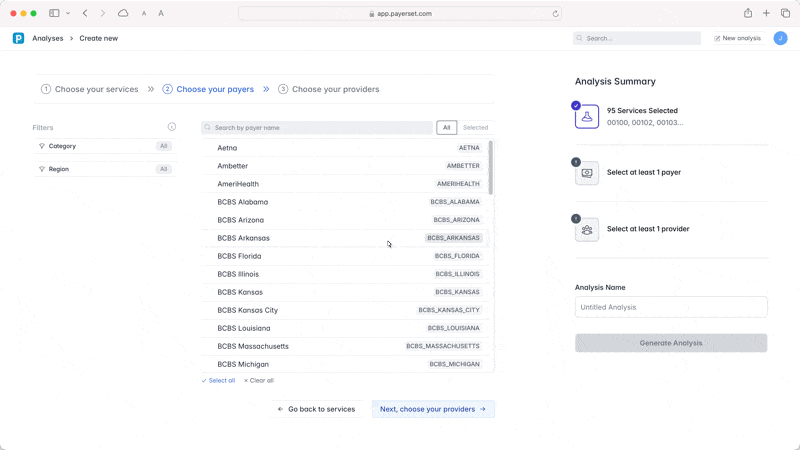 A A app.payerset.com
P Analyses Create new Search... New analysis J
1 Choose your services 2 Choose your payers 3 Choose your providers
Filters
Category All
Region All
Search by payer name All Selected
Aetna AETNA
Ambetter AMBETTER
AmeriHealth AMERIHEALTH
BCBS Alabama BCBS_ALABAMA
BCBS Arizona BCBS_ARIZONA
BCBS Arkansas BCBS_ARKANSAS
BCBS Florida BCBS_FLORIDA
BCBS Illinois BCBS_ILLINOIS
BCBS Kansas BCBS_KANSAS
BCBS Kansas City BCBS_KANSAS_CITY
BCBS Louisiana BCBS_LOUISIANA
BCBS Massachusetts BCBS_MASSACHUSETTS
BCBS Michigan BCBS_MICHIGAN
Select all Clear all
Go back to services Next, choose your providers
Analysis Summary
95 Services Selected
00100, 00102, 00103...
Select at least 1 payer
Select at least 1 provider
Analysis Name
Untitled Analysis
Generate Analysis